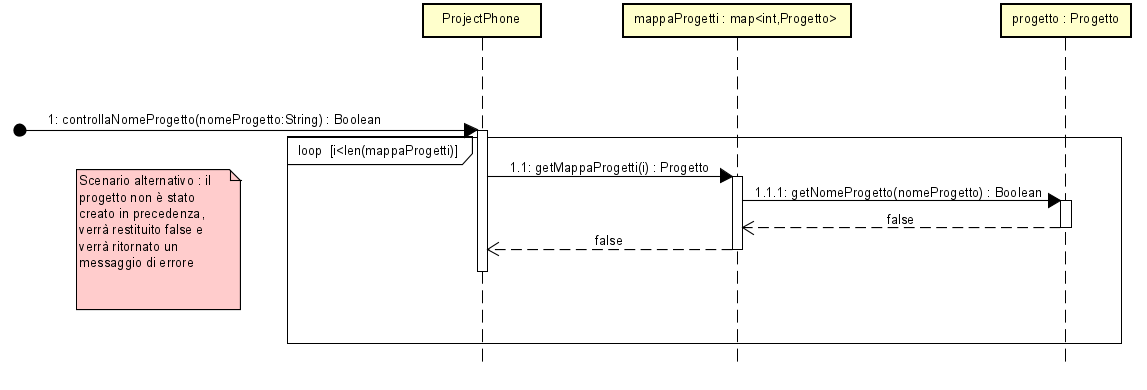 ProjectPhone
mappaProgetti : map<int,Progetto>
progetto : Progetto
1: controllaNomeProgetto(nomeProgetto:String) : Boolean
loop [i<len(mappaProgetti)]
1.1: getMappaProgetti(i) : Progetto
1.1.1: getNomeProgetto(nomeProgetto) : Boolean
false
false
Scenario alternativo : il
progetto non è stato
creato in precedenza,
verrà restituito false e
verrà ritornato un
messaggio di errore